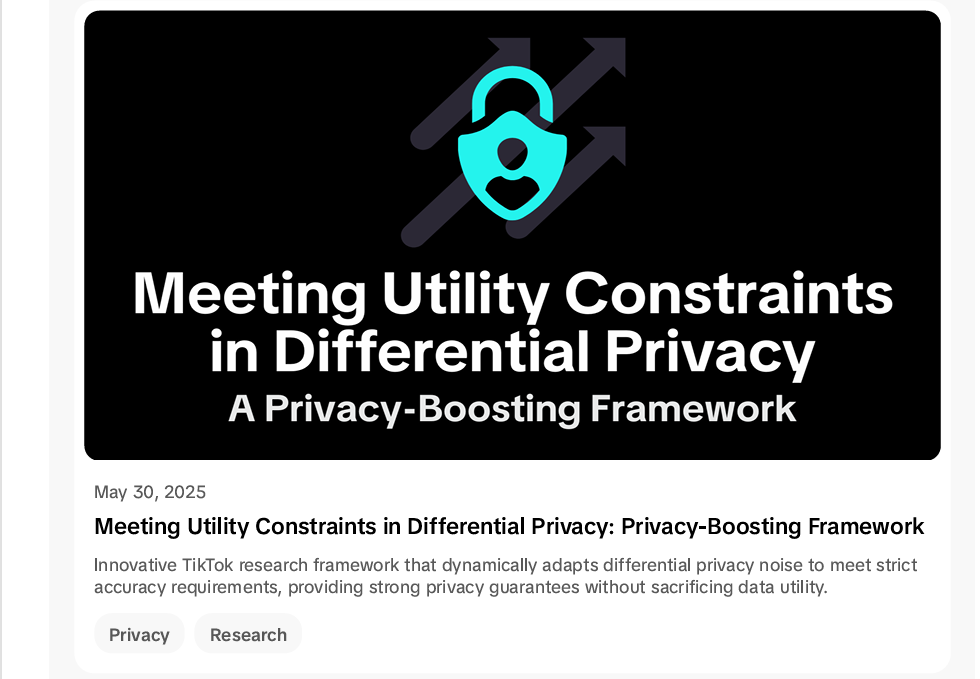 Meeting Utility Constraints
in Differential Privacy
A Privacy-Boosting Framework
May 30, 2025
Meeting Utility Constraints in Differential Privacy: Privacy-Boosting Framework
Innovative TikTok research framework that dynamically adapts differential privacy noise to meet strict
accuracy requirements, providing strong privacy guarantees without sacrificing data utility.
Privacy
Research